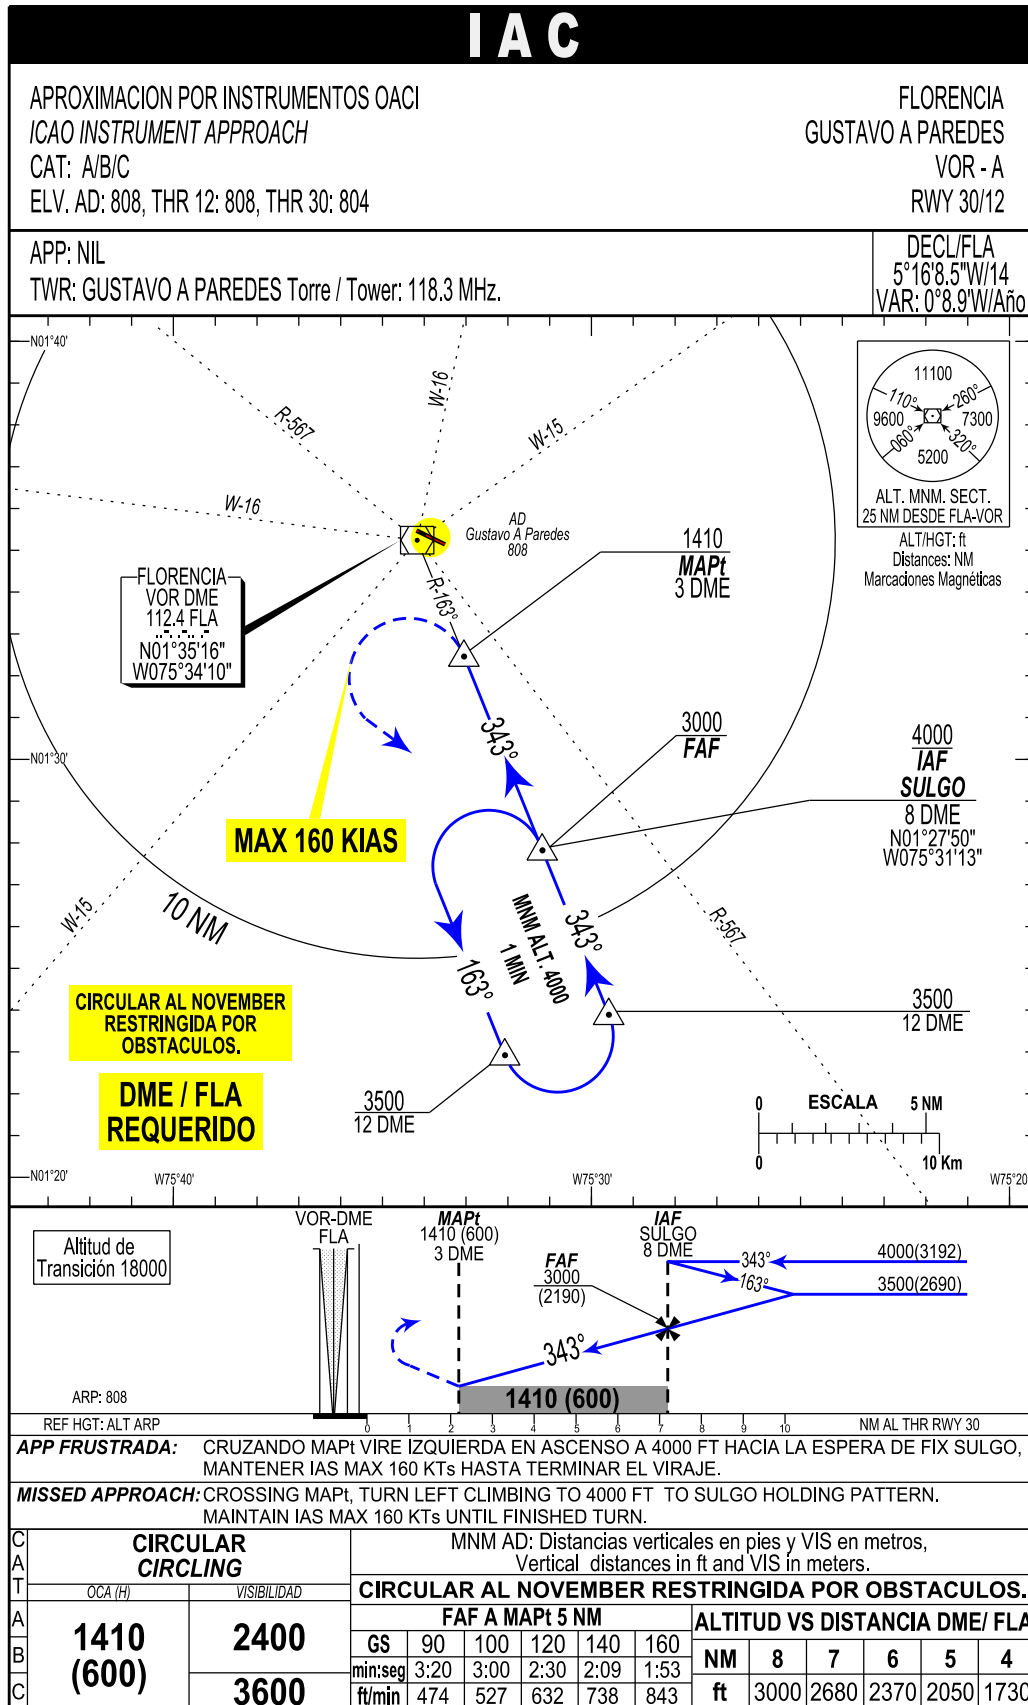 IAC
APROXIMACION POR INSTRUMENTOS OACI
ICAO INSTRUMENT APPROACH
CAT: A/B/C
ELV. AD: 808, THR 12: 808, THR 30: 804
FLORENCIA
GUSTAVO A PAREDES
VOR - A
RWY 30/12
APP: NIL
TWR: GUSTAVO A PAREDES Torre / Tower: 118.3 MHz.
DECL/FLA
5°16'8.5"W/14
VAR: 0°8.9'W/Año
N01°40'
R-567
W-16
W-15
W-16
11100
110°
260°
9600
7300
060°
320°
5200
ALT. MNM. SECT.
25 NM DESDE FLA-VOR
ALT/HGT: ft
Distances: NM
Marcaciones Magnéticas
AD
Gustavo A Paredes
808
FLORENCIA
VOR DME
112.4 FLA
N01°35'16"
W075°34'10"
R-163°
1410
MAPt
3 DME
343°
3000
FAF
4000
IAF
SULGO
8 DME
N01°27'50"
W075°31'13"
N01°30'
MAX 160 KIAS
W-15
10 NM
MNM ALT. 4000
1 MIN
343°
163°
R-567
CIRCULAR AL NOVEMBER
RESTRINGIDA POR
OBSTACULOS.
DME / FLA
REQUERIDO
3500
12 DME
3500
12 DME
0 ESCALA 5 NM
0 10 Km
N01°20'
W75°40'
W75°30'
W75°20'
Altitud de
Transición 18000
VOR-DME
FLA
MAPt
1410 (600)
3 DME
IAF
SULGO
8 DME
FAF
3000
(2190)
343°
4000(3192)
163°
3500(2690)
343°
1410 (600)
ARP: 808
REF HGT: ALT ARP
0 1 2 3 4 5 6 7 8 9 10
NM AL THR RWY 30
APP FRUSTRADA: CRUZANDO MAPt VIRE IZQUIERDA EN ASCENSO A 4000 FT HACIA LA ESPERA DE FIX SULGO,
MANTENER IAS MAX 160 KTs HASTA TERMINAR EL VIRAJE.
MISSED APPROACH: CROSSING MAPt, TURN LEFT CLIMBING TO 4000 FT TO SULGO HOLDING PATTERN.
MAINTAIN IAS MAX 160 KTs UNTIL FINISHED TURN.
CAT
CIRCULAR
CIRCLING
OCA (H) VISIBILIDAD
A
B
C
1410
(600)
2400
3600
MNM AD: Distancias verticales en pies y VIS en metros,
Vertical distances in ft and VIS in meters.
CIRCULAR AL NOVEMBER RESTRINGIDA POR OBSTACULOS.
FAF A MAPt 5 NM
GS 90 100 120 140 160
min:seg 3:20 3:00 2:30 2:09 1:53
ft/min 474 527 632 738 843
ALTITUD VS DISTANCIA DME/ FLA
NM 8 7 6 5 4
ft 3000 2680 2370 2050 1730